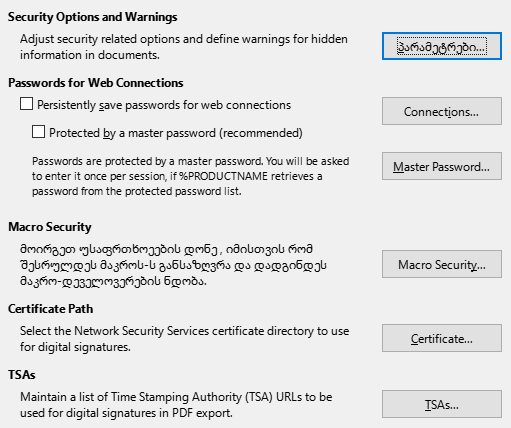 Security Options and Warnings
Adjust security related options and define warnings for hidden
information in documents.
პარამეტრები...
Passwords for Web Connections
Persistently save passwords for web connections
Connections...
Protected by a master password (recommended)
Passwords are protected by a master password. You will be asked
to enter it once per session, if %PRODUCTNAME retrieves a
password from the protected password list.
Master Password...
Macro Security
მოირგეთ უსაფრთხოეების დონე , იმისთვის რომ
შესრულდეს მაკროს-ს განსაზღვრა და დადგინდეს
მაკრო-დეველოვერების ნდობა.
Macro Security...
Certificate Path
Select the Network Security Services certificate directory to use
for digital signatures.
Certificate...
TSAs
Maintain a list of Time Stamping Authority (TSA) URLs to be
used for digital signatures in PDF export.
TSAs...